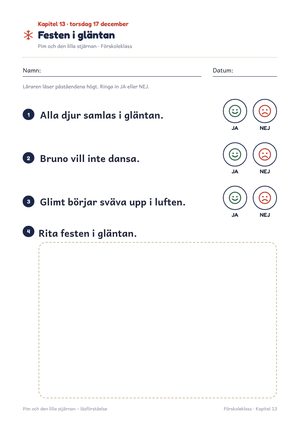 Kapitel 13 · torsdag 17 december
Festen i gläntan
Pim och den lilla stjärnan · Förskoleklass
Namn:
Datum:
Läraren läser påståendena högt. Ringa in JA eller NEJ.
1 Alla djur samlas i gläntan.
JA NEJ
2 Bruno vill inte dansa.
JA NEJ
3 Glimt börjar sväva upp i luften.
JA NEJ
4 Rita festen i gläntan.
Pim och den lilla stjärnan – läsförståelse
Förskoleklass · Kapitel 13